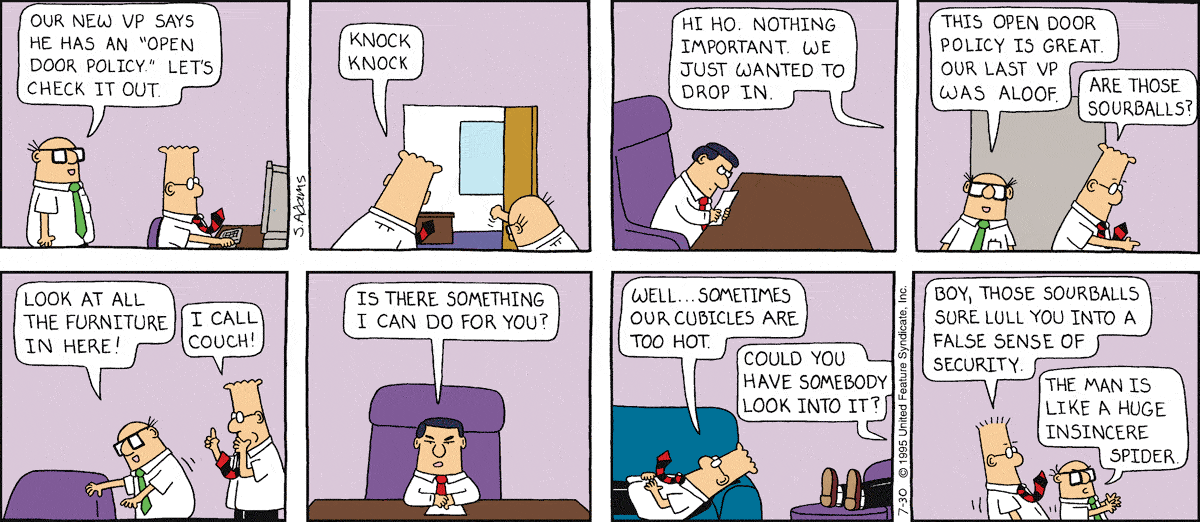 OUR NEW VP SAYS
HE HAS AN "OPEN
DOOR POLICY." LET'S
CHECK IT OUT.
S. Adams
KNOCK
KNOCK
HI HO. NOTHING
IMPORTANT. WE
JUST WANTED TO
DROP IN.
THIS OPEN DOOR
POLICY IS GREAT.
OUR LAST VP
WAS ALOOF.
ARE THOSE
SOURBALLS?
LOOK AT ALL
THE FURNITURE
IN HERE!
I CALL
COUCH!
IS THERE SOMETHING
I CAN DO FOR YOU?
WELL...SOMETIMES
OUR CUBICLES ARE
TOO HOT.
COULD YOU
HAVE SOMEBODY
LOOK INTO IT?
7-30 © 1995 United Feature Syndicate, Inc.
BOY, THOSE SOURBALLS
SURE LULL YOU INTO A
FALSE SENSE OF
SECURITY.
THE MAN IS
LIKE A HUGE
INSINCERE
SPIDER.